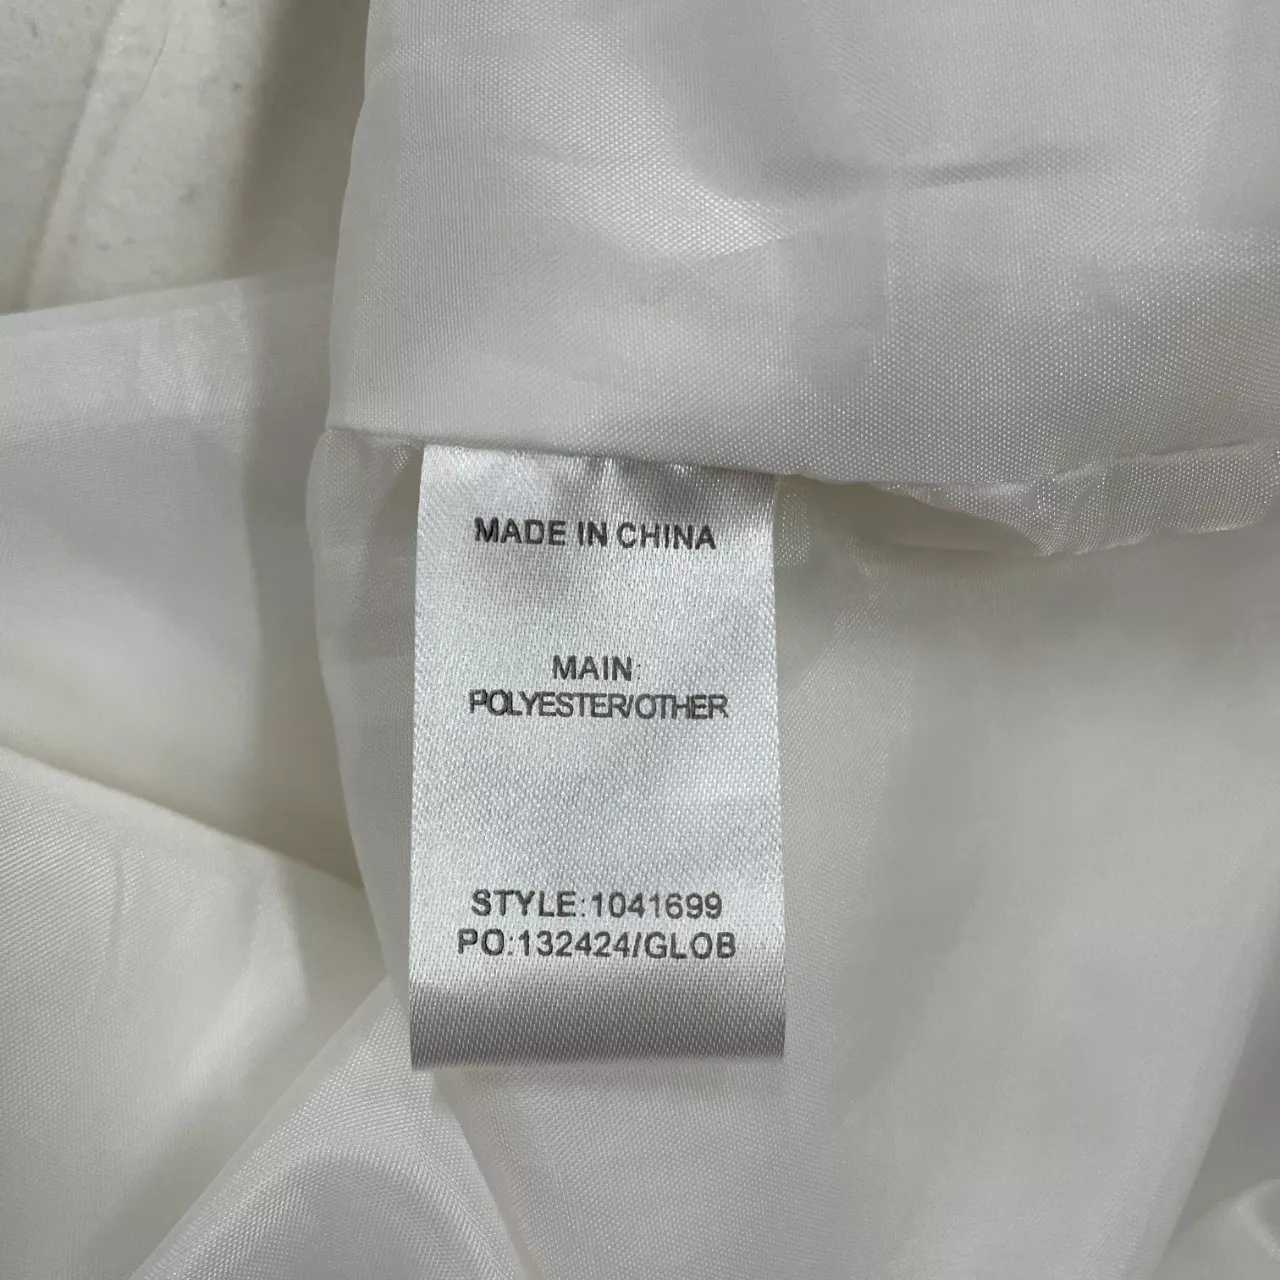 MADE IN CHINA
MAIN:
POLYESTER/OTHER
STYLE:1041699
PO:132424/GLOB